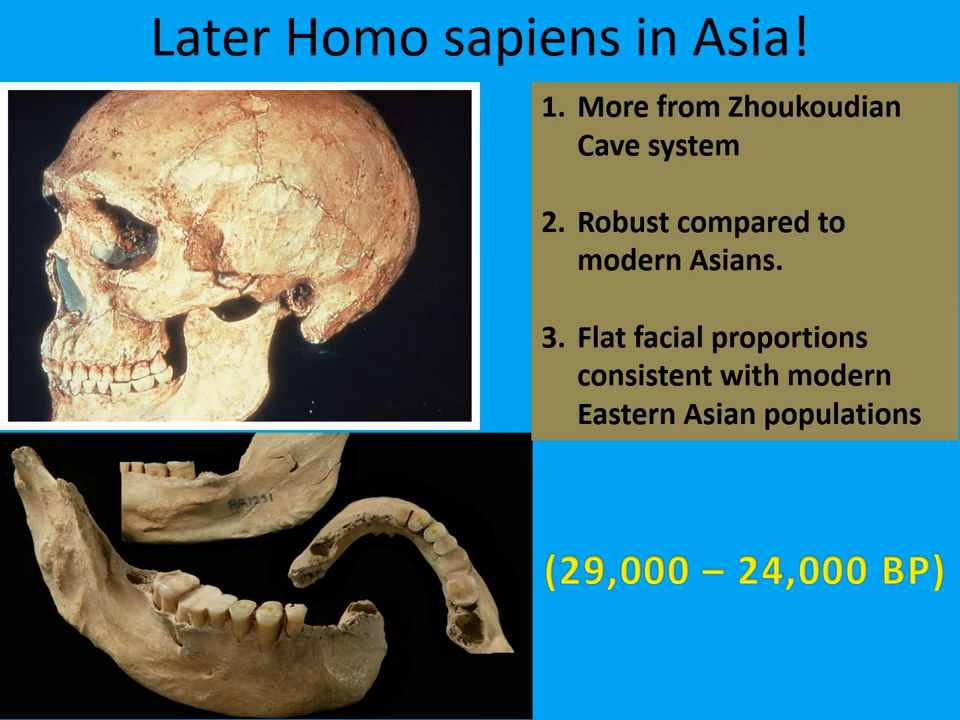 Later Homo sapiens in Asia!
1. More from Zhoukoudian
Cave system
2. Robust compared to
modern Asians.
3. Flat facial proportions
consistent with modern
Eastern Asian populations
(29,000 – 24,000 BP)